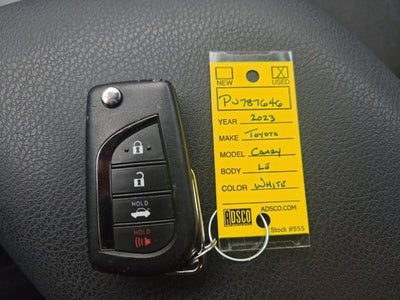 HOLD
HOLD
NEW X USED
PJ787646
YEAR 2023
MAKE TOYOTA
MODEL CAMRY
BODY LE
COLOR WHITE
ADSCO ADSCO.COM
Stock #555